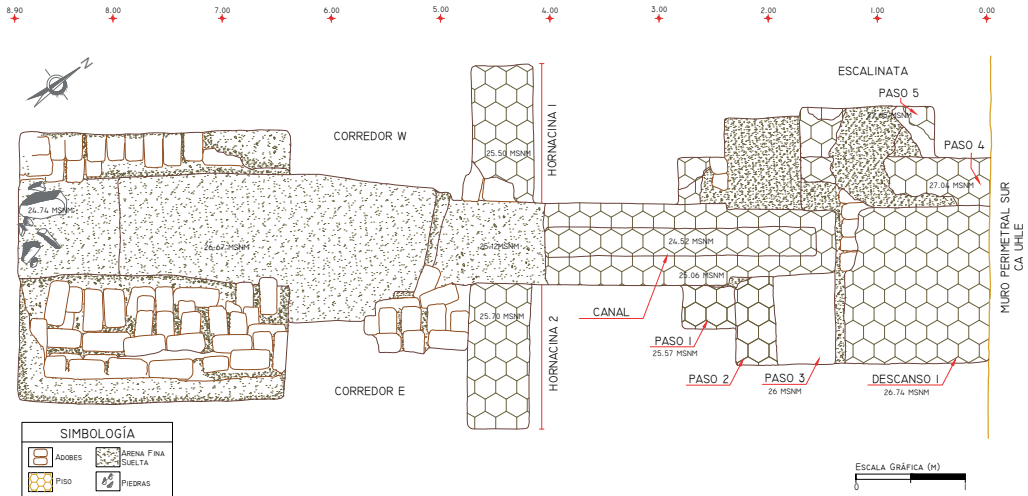 8.90 8.00 7.00 6.00 5.00 4.00 3.00 2.00 1.00 0.00
N
ESCALINATA
PASO 5
PASO 4
27.04 MSNM
CORREDOR W
HORNACINA 1
25.50 MSNM
24.74 MSNM
26.67 MSNM
25.12 MSNM
24.52 MSNM
25.06 MSNM
MURO PERIMETRAL SUR
CA UHLE
CANAL
25.70 MSNM
HORNACINA 2
PASO 1
25.57 MSNM
PASO 2
PASO 3
26 MSNM
DESCANSO 1
26.74 MSNM
CORREDOR E
SIMBOLOGÍA
ADOBES
ARENA FINA
SUELTA
PISO
PIEDRAS
ESCALA GRÁFICA (M)
0 1